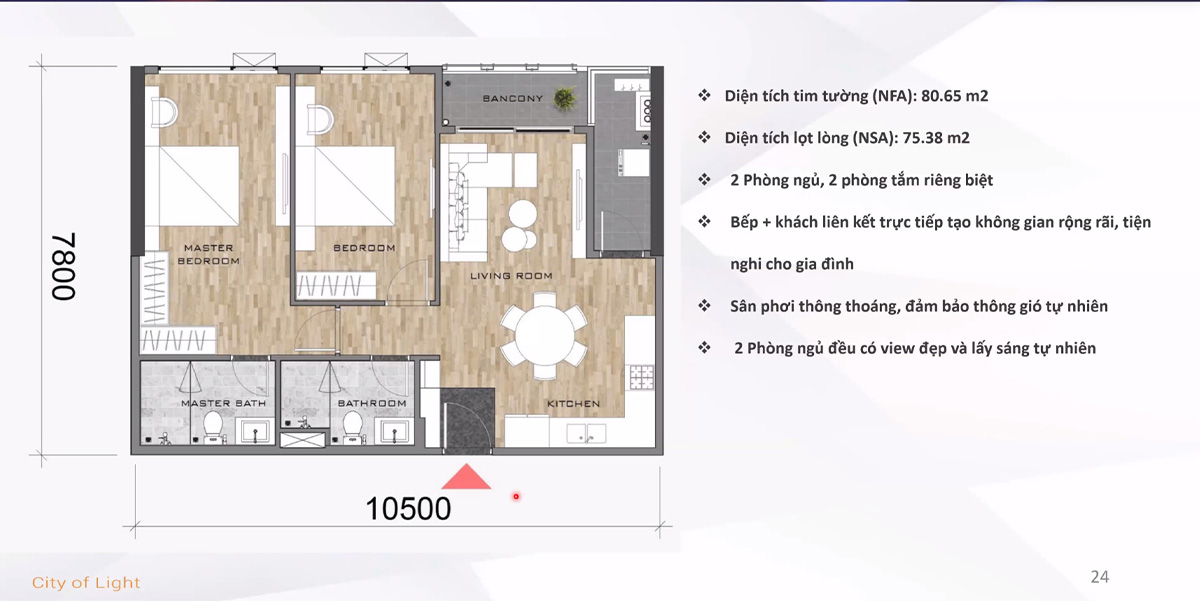 ❖ Diện tích tim tường (NFA): 80.65 m2
❖ Diện tích lọt lòng (NSA): 75.38 m2
❖ 2 Phòng ngủ, 2 phòng tắm riêng biệt
❖ Bếp + khách liên kết trực tiếp tạo không gian rộng rãi, tiện
nghi cho gia đình
❖ Sân phơi thông thoáng, đảm bảo thông gió tự nhiên
❖ 2 Phòng ngủ đều có view đẹp và lấy sáng tự nhiên
BANCONY
MASTER
BEDROOM
BEDROOM
LIVING ROOM
MASTER BATH
BATHROOM
KITCHEN
7800
10500
City of Light
24